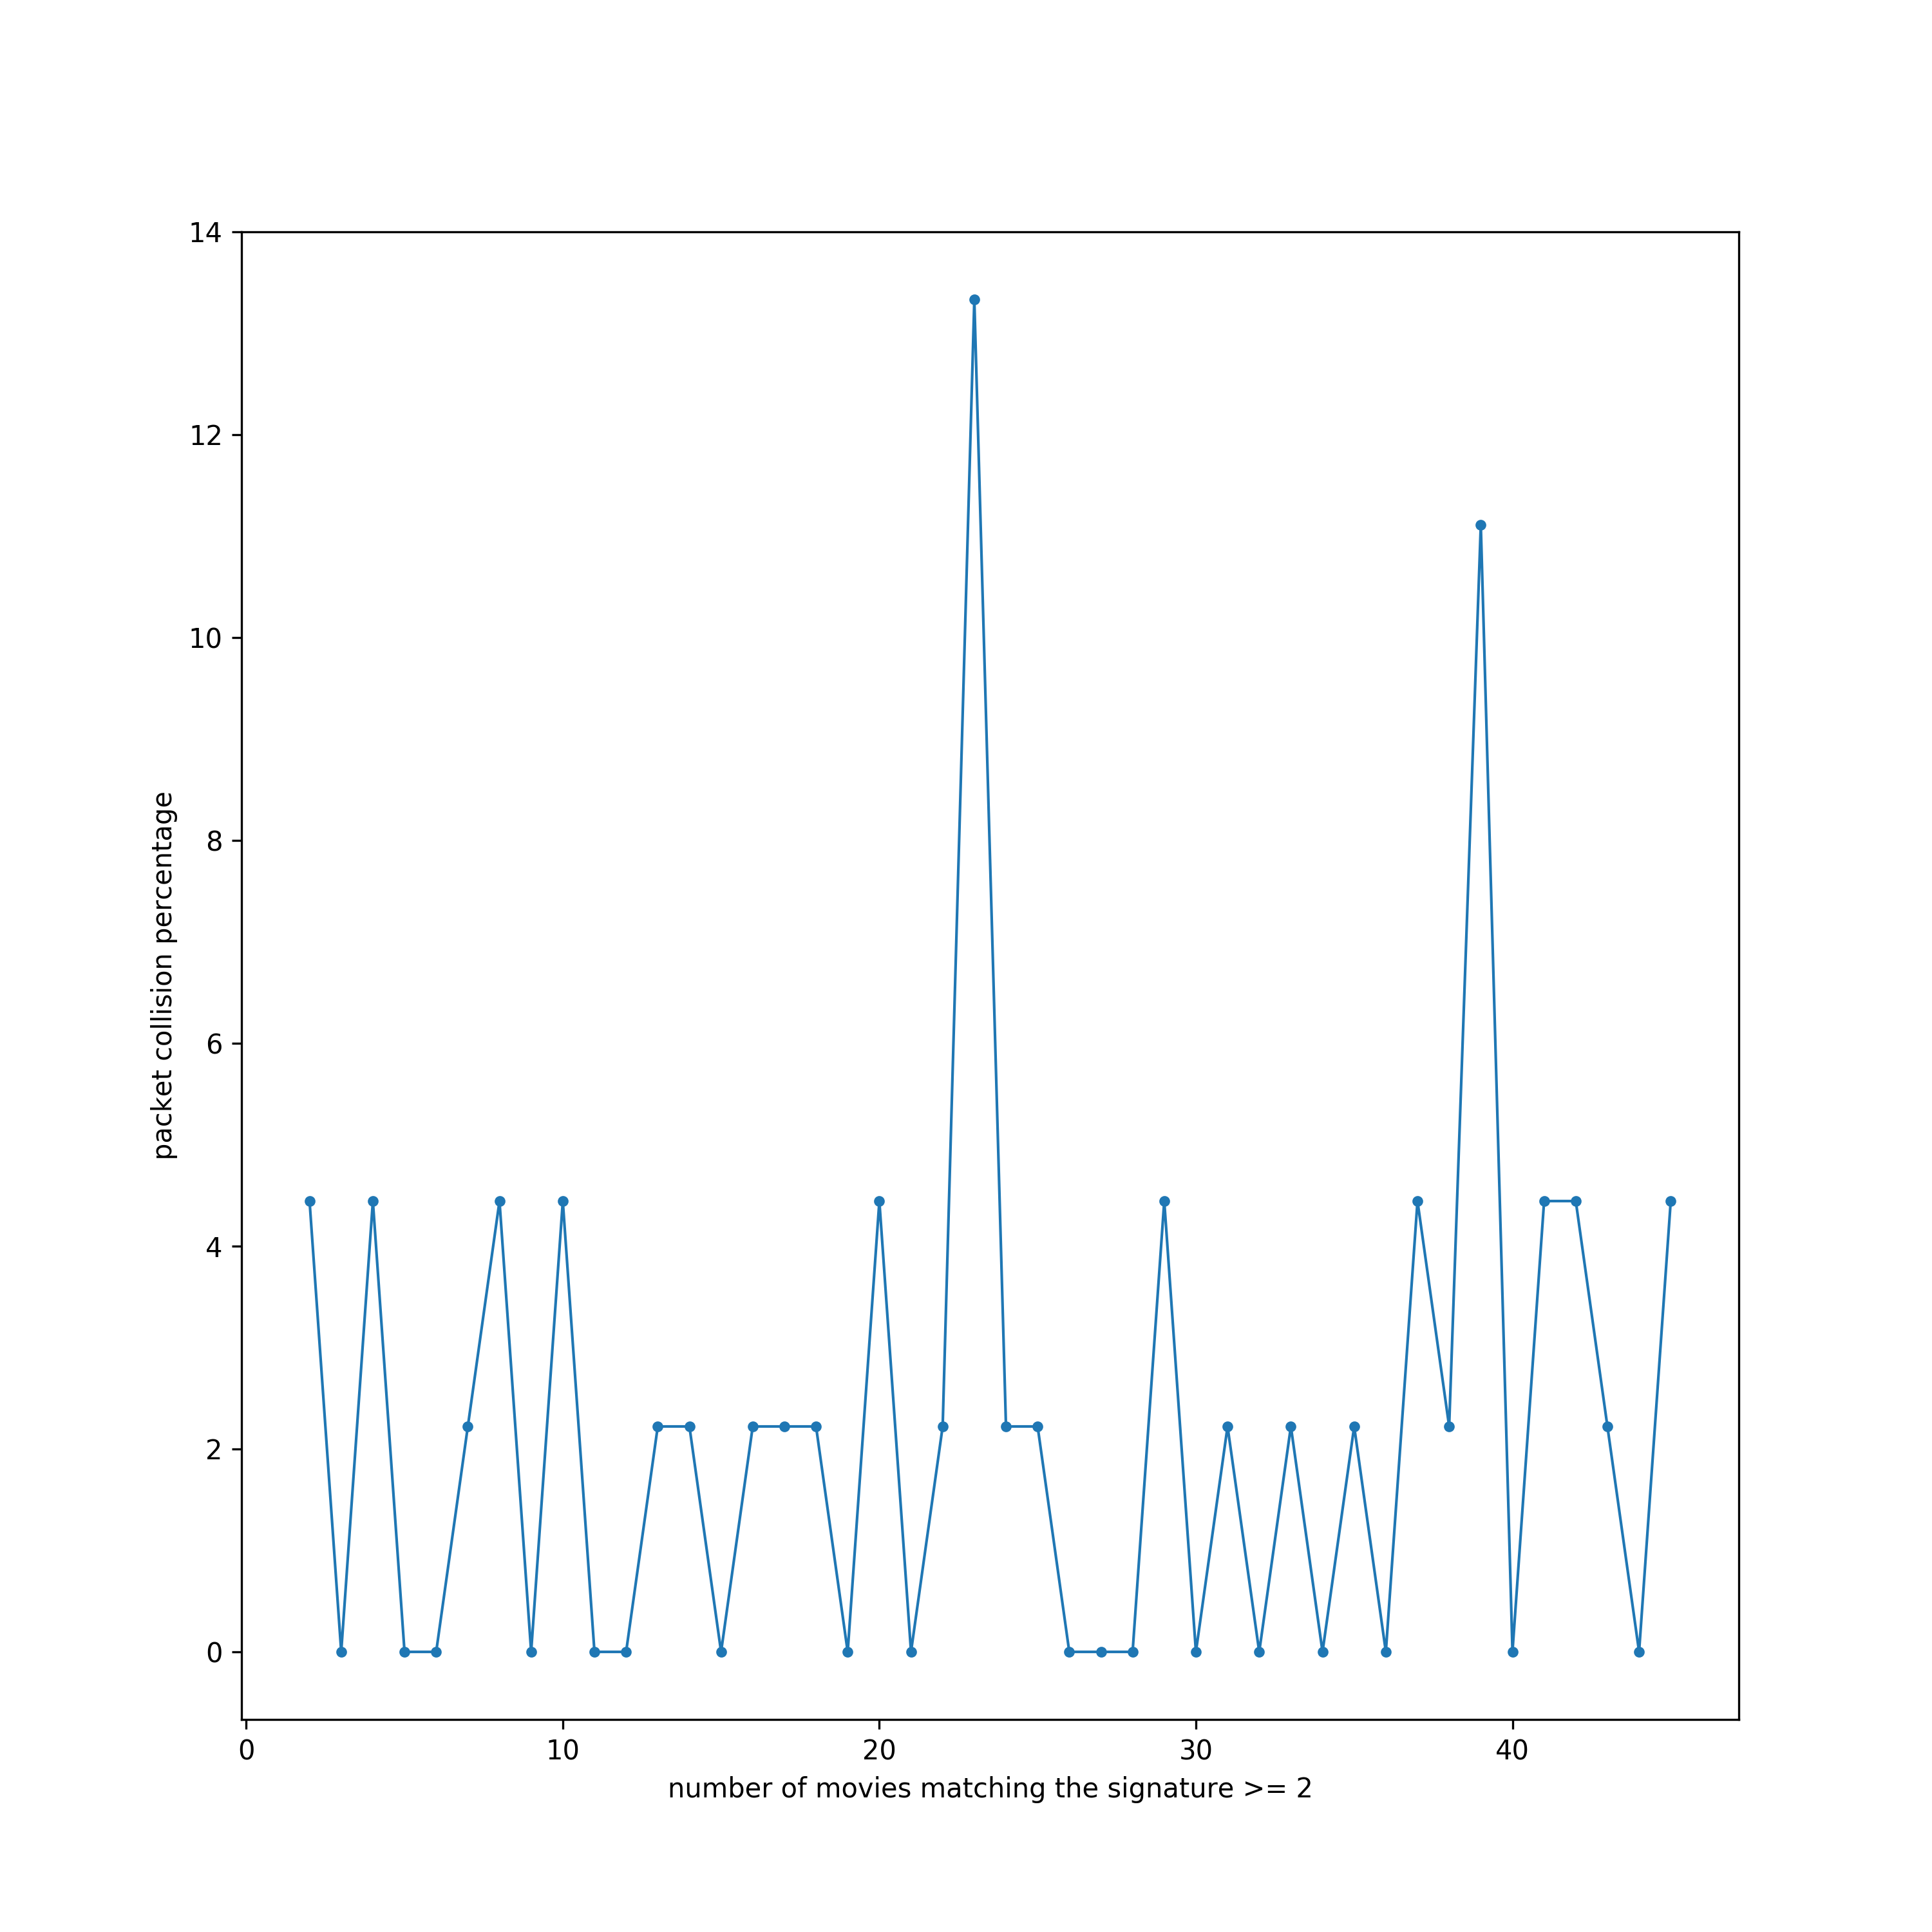 14
12
10
8
6
4
2
0
packet collision percentage
0 10 20 30 40
number of movies matching the signature >= 2